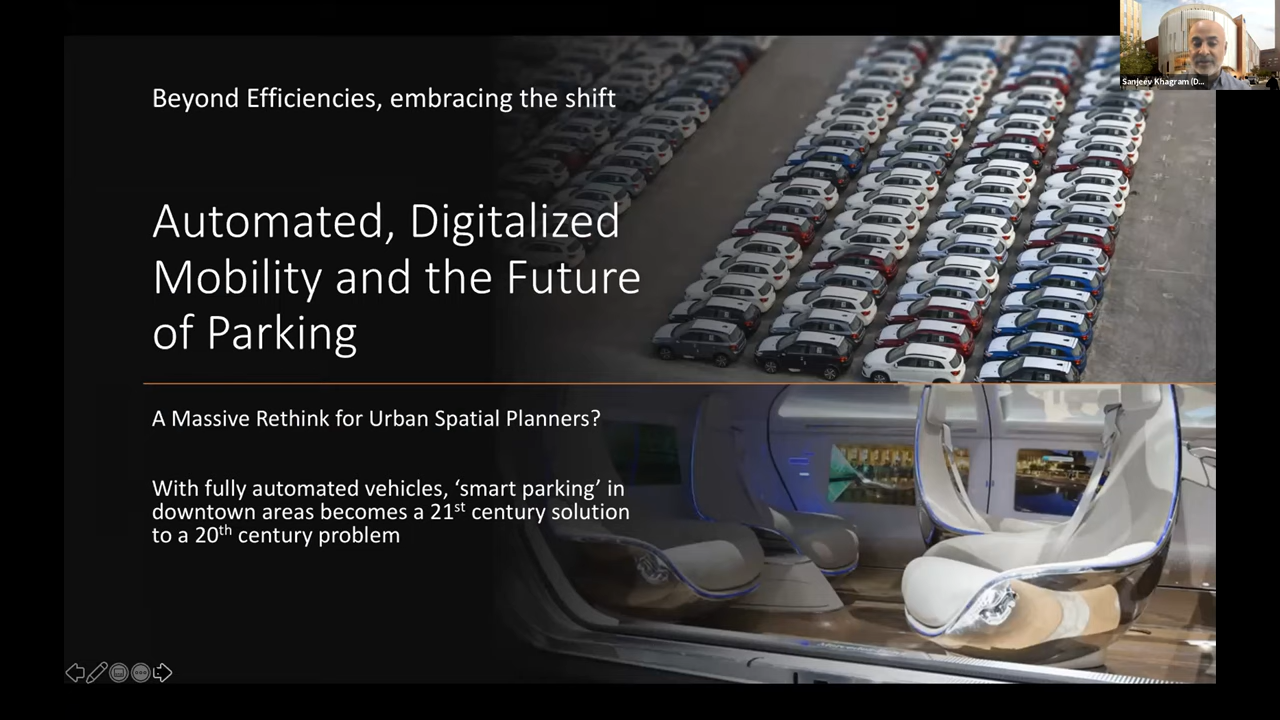 Beyond Efficiencies, embracing the shift
Automated, Digitalized
Mobility and the Future
of Parking
A Massive Rethink for Urban Spatial Planners?
With fully automated vehicles, ‘smart parking’ in
downtown areas becomes a 21st century solution
to a 20th century problem
Sanjeev Khagram (D...